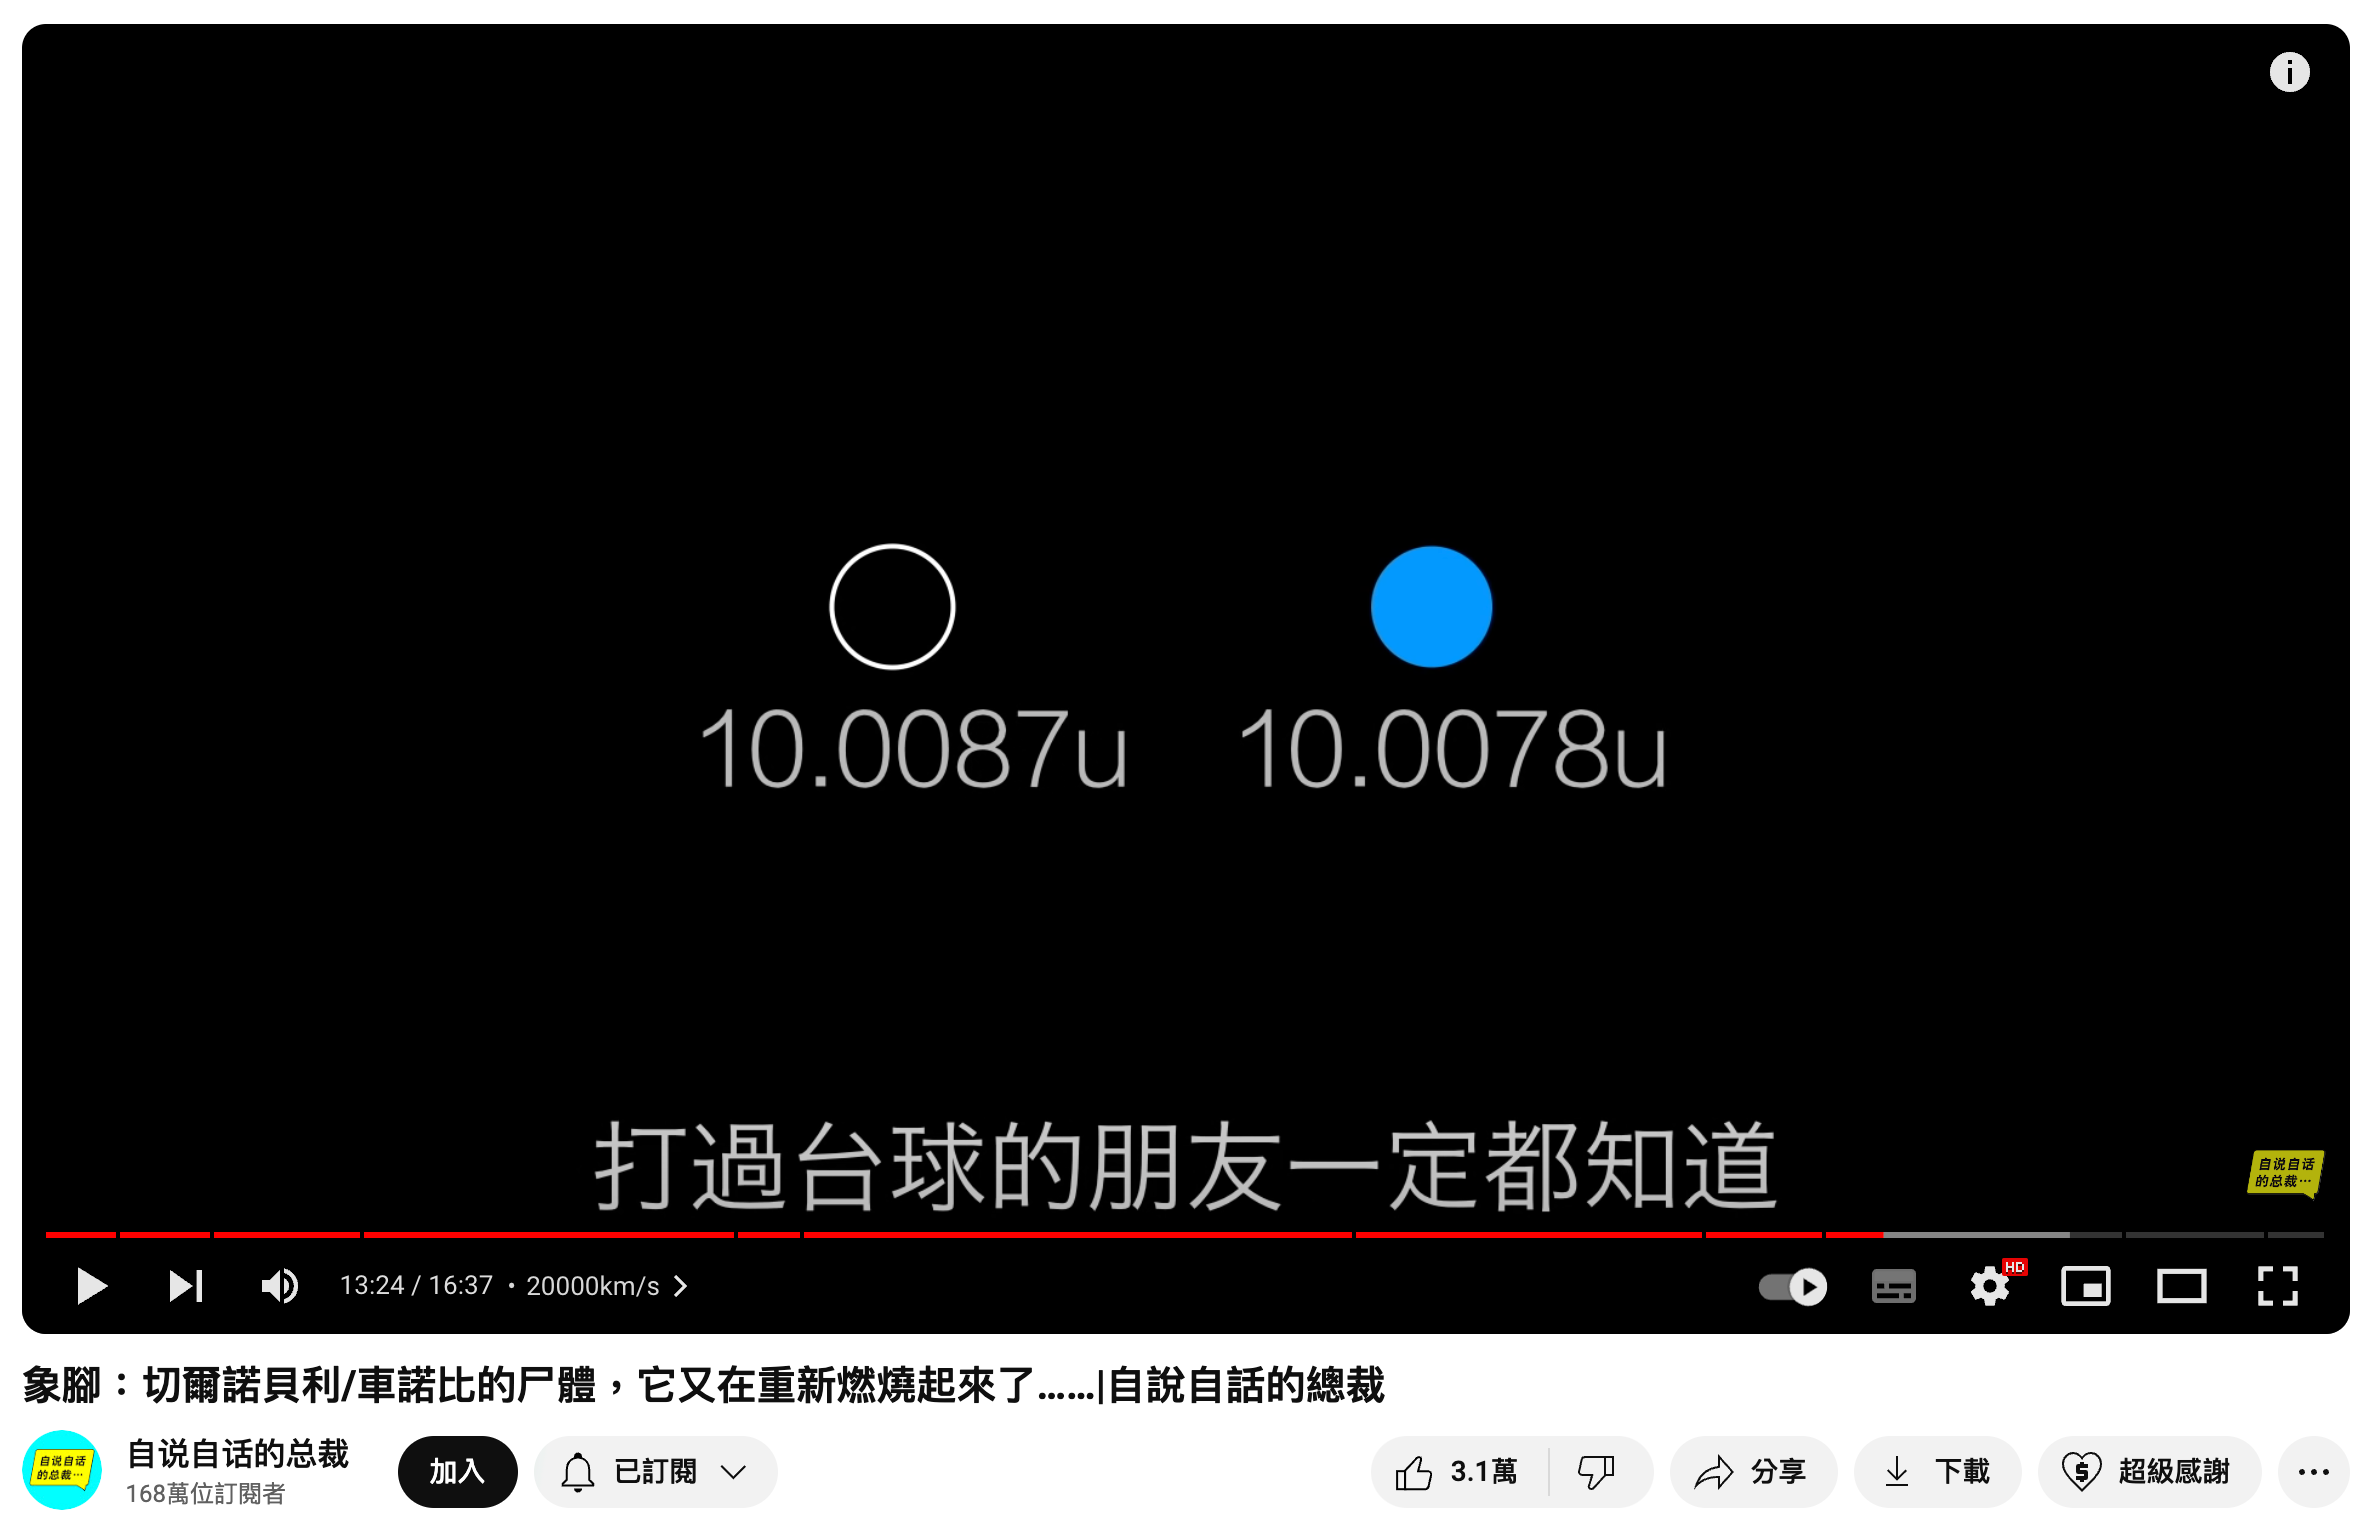 10.0087u 10.0078u
打過台球的朋友一定都知道
自说自话
的总裁…
13:24 / 16:37 • 20000km/s
HD
象腳：切爾諾貝利/車諾比的尸體，它又在重新燃燒起來了……|自說自話的總裁
自说自话
的总裁…
自说自话的总裁
168萬位訂閱者
加入
已訂閱
3.1萬
分享
下載
超級感謝